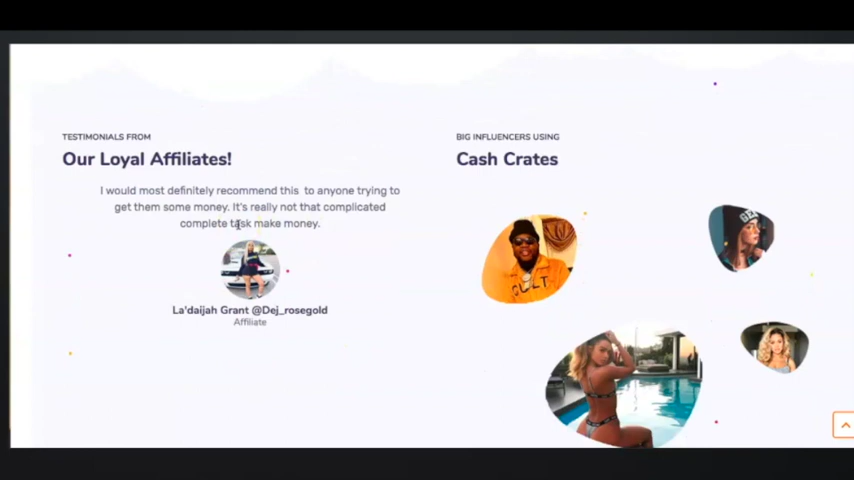 TESTIMONIALS FROM
Our Loyal Affiliates!
I would most definitely recommend this to anyone trying to
get them some money. It's really not that complicated
complete task make money.
La'daijah Grant @Dej_rosegold
Affiliate
BIG INFLUENCERS USING
Cash Crates